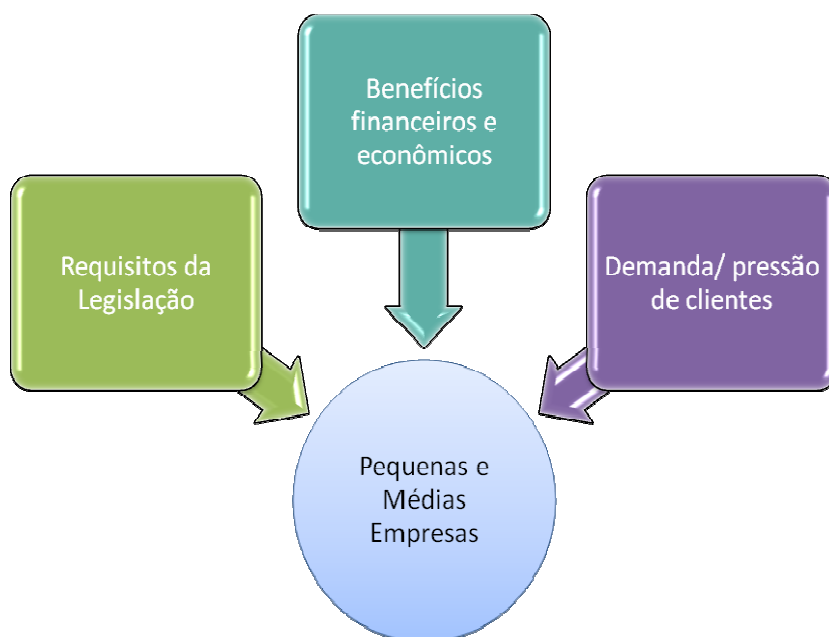 Benefícios
financeiros e
econômicos
Requisitos da
Legislação
Demanda/ pressão
de clientes
Pequenas e
Médias
Empresas